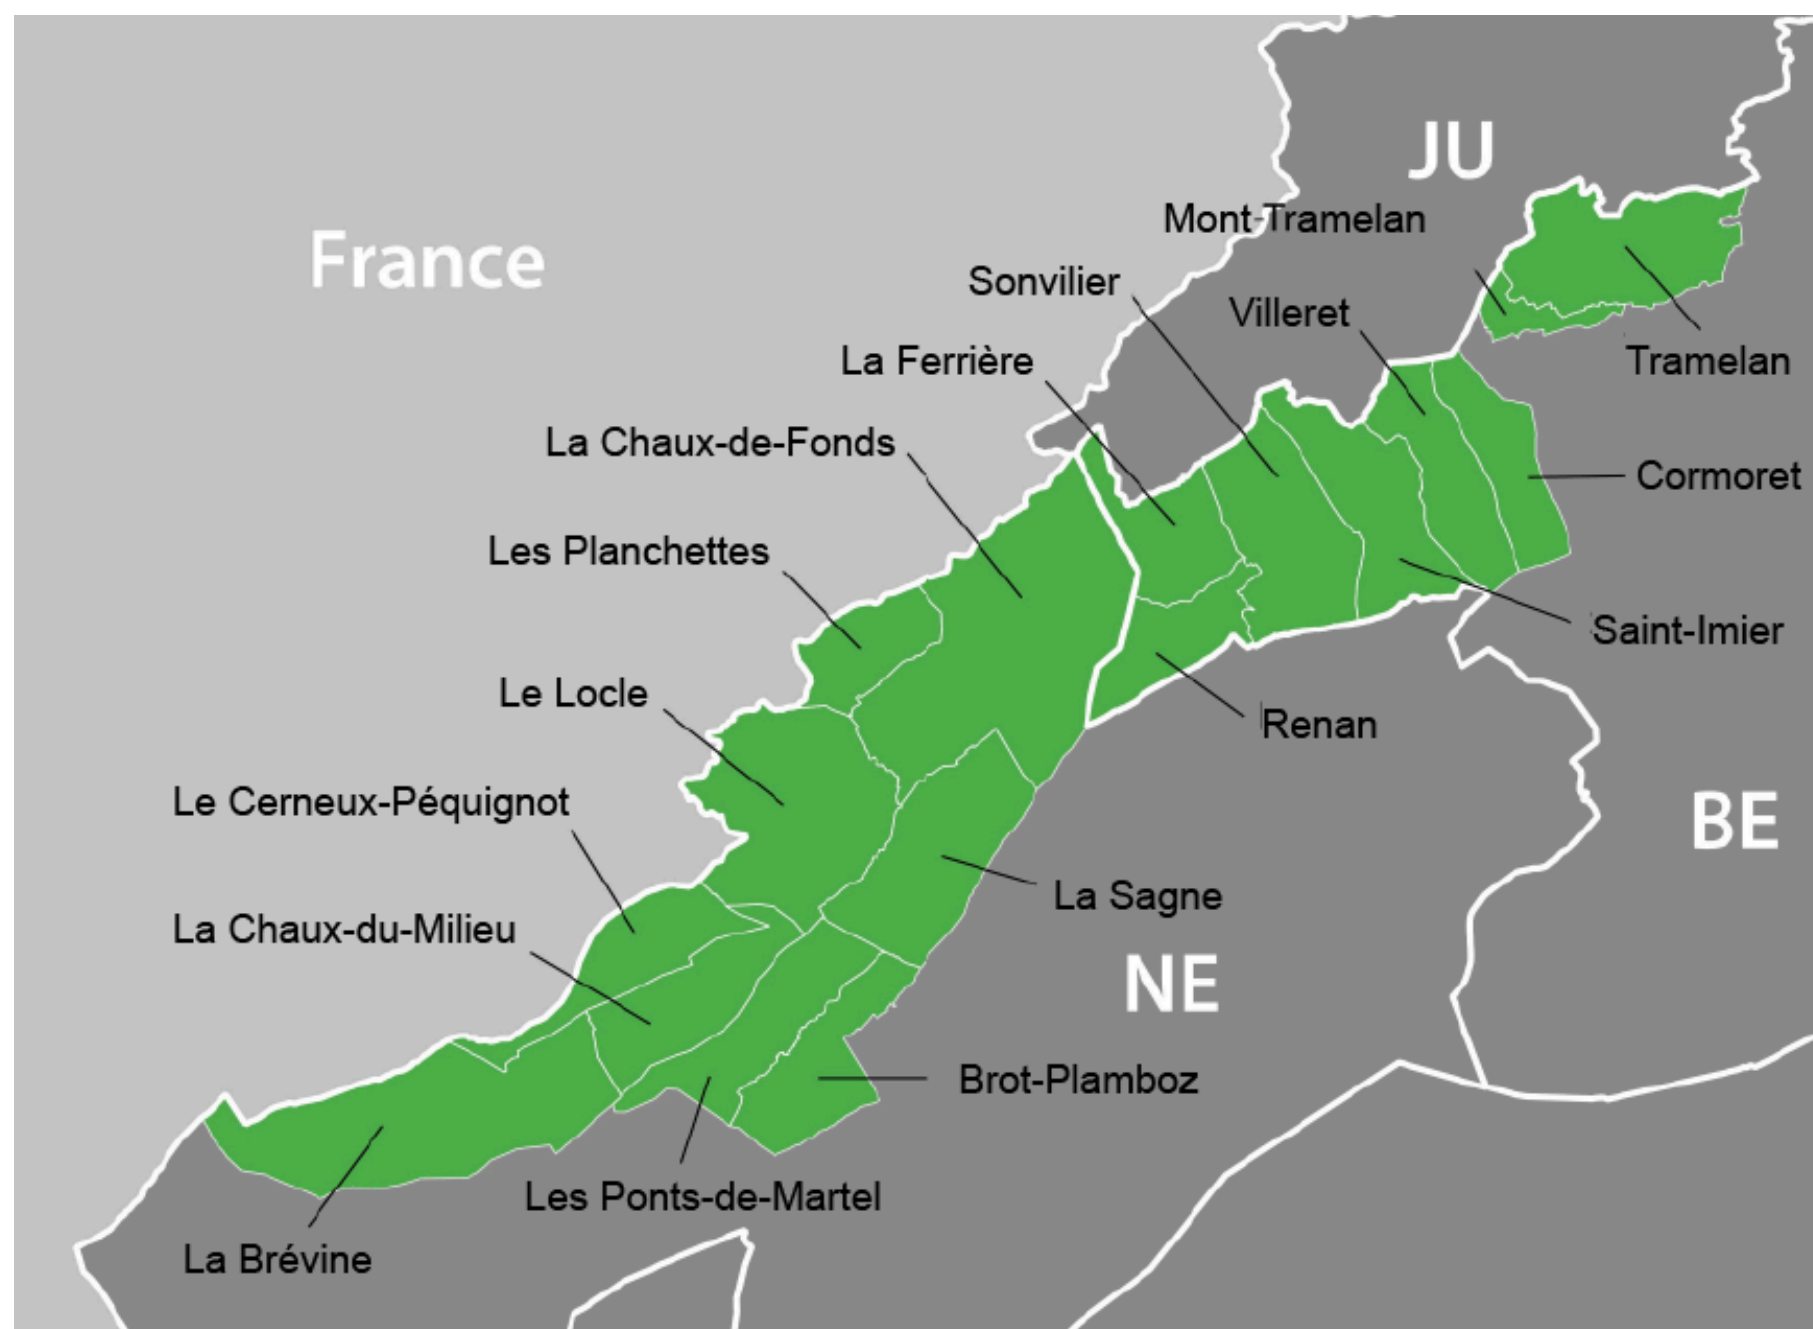 JU
Mont-Tramelan
France
Sonvilier
Villeret
La Ferrière
Tramelan
La Chaux-de-Fonds
Cormoret
Les Planchettes
Saint-Imier
Le Locle
Renan
Le Cerneux-Péquignot
BE
La Sagne
La Chaux-du-Milieu
NE
Brot-Plamboz
Les Ponts-de-Martel
La Brévine